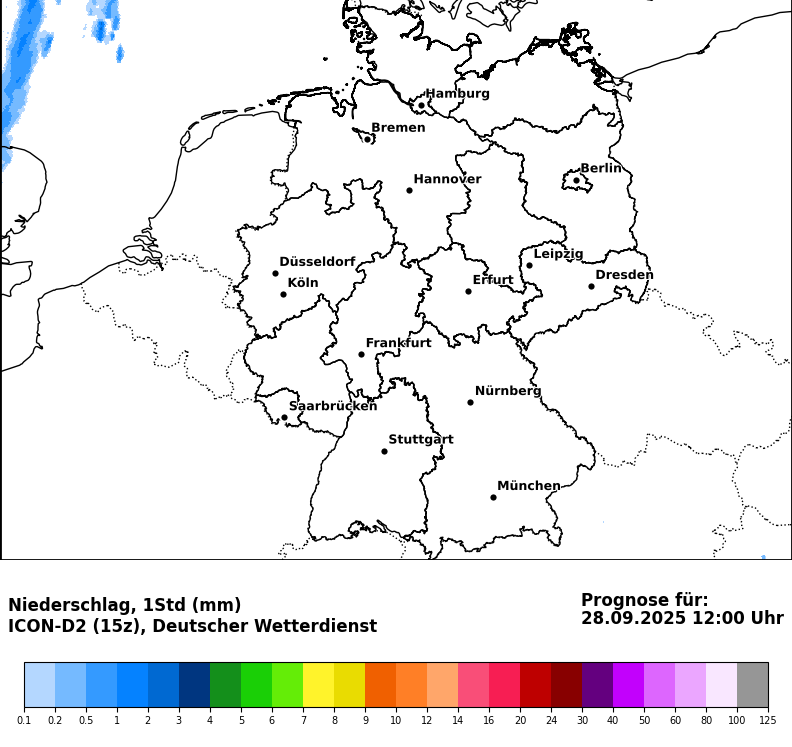 Hamburg
Bremen
Berlin
Hannover
Leipzig
Düsseldorf
Dresden
Köln
Erfurt
Frankfurt
Nürnberg
Saarbrücken
Stuttgart
München
Niederschlag, 1Std (mm)
ICON-D2 (15z), Deutscher Wetterdienst
Prognose für:
28.09.2025 12:00 Uhr
0.1 0.2 0.5 1 2 3 4 5 6 7 8 9 10 12 14 16 20 24 30 40 50 60 80 100 125